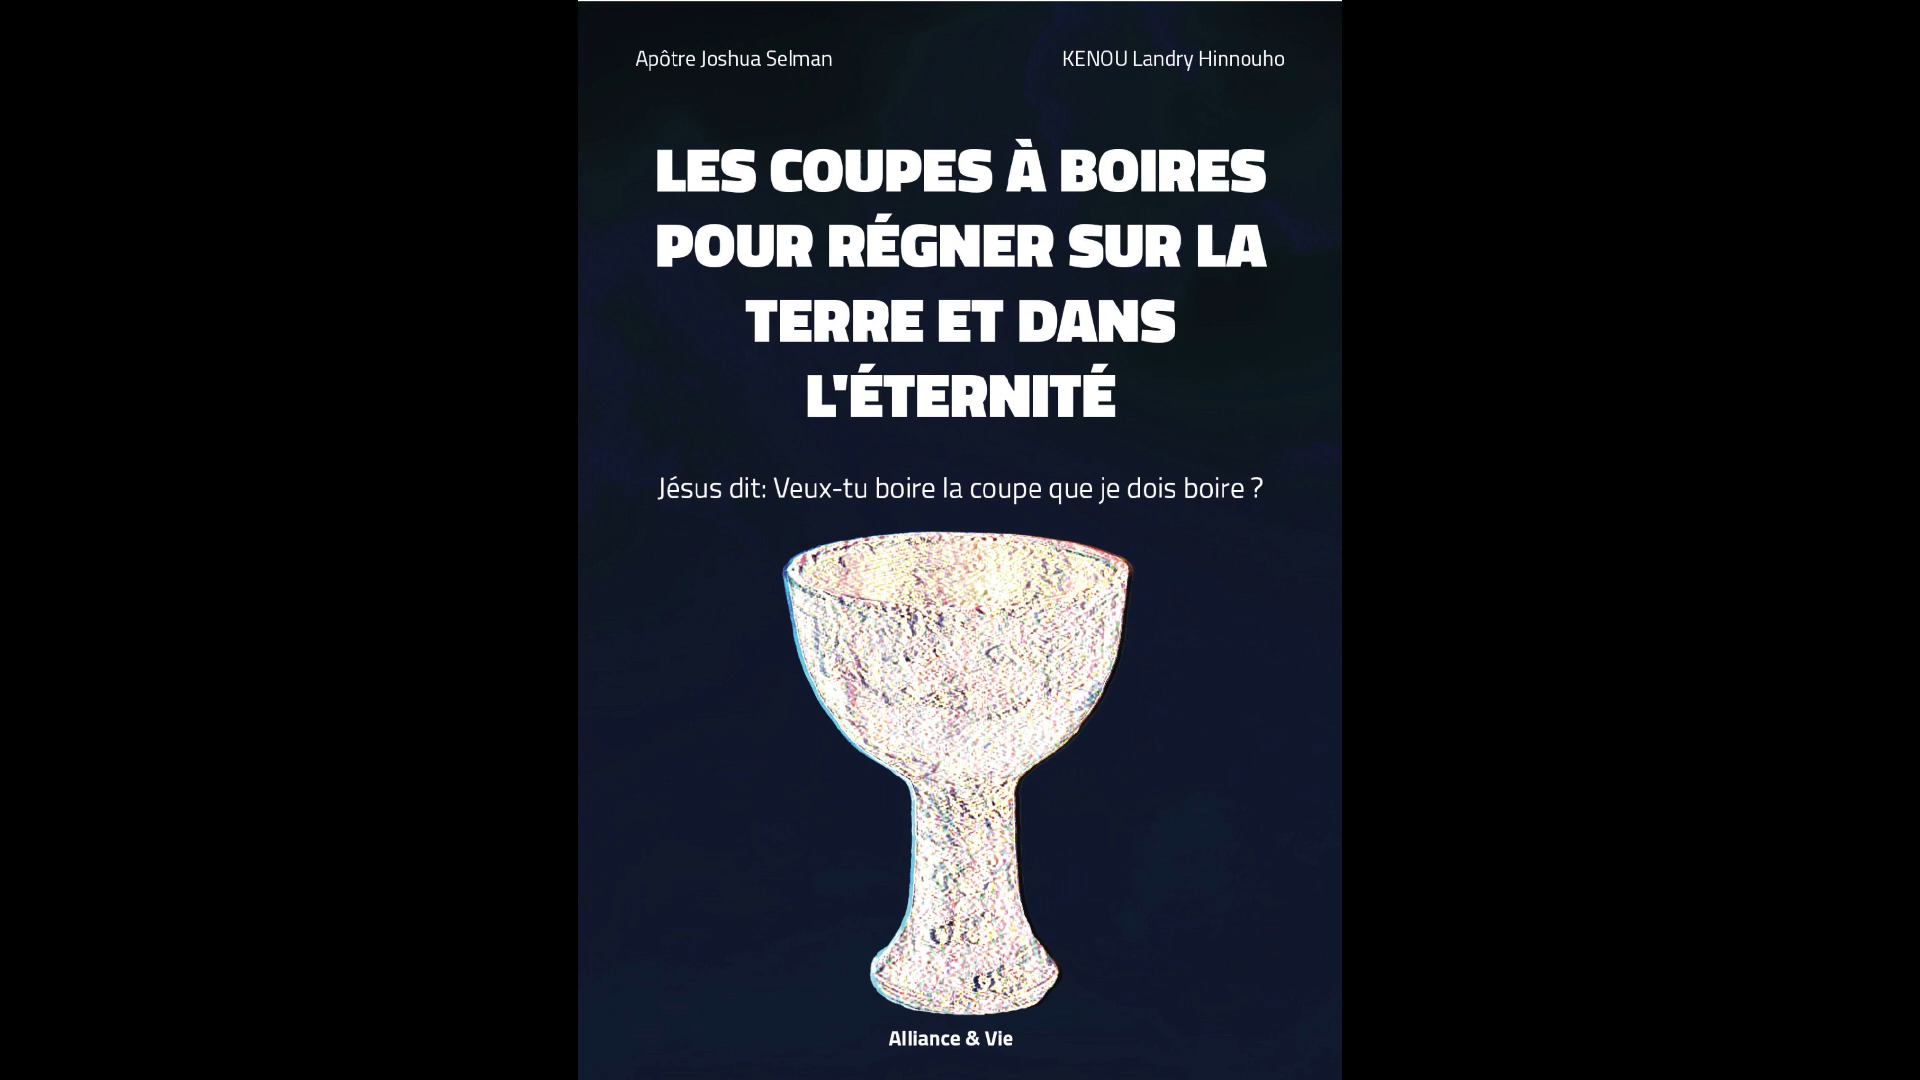 Apôtre Joshua Selman
KENOU Landry Hinnouho
LES COUPES À BOIRES
POUR RÉGNER SUR LA
TERRE ET DANS
L'ÉTERNITÉ
Jésus dit: Veux-tu boire la coupe que je dois boire ?
Alliance & Vie